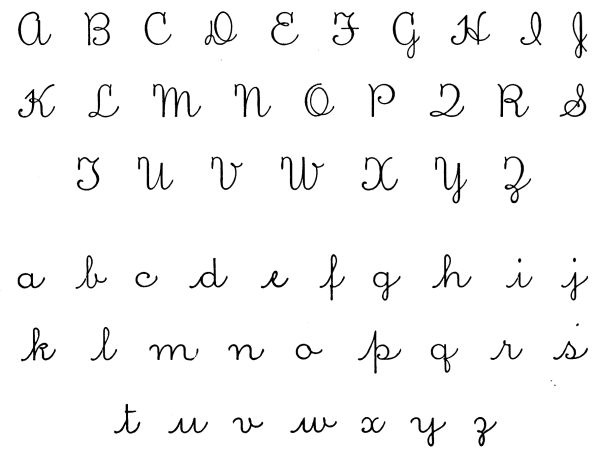 A B C D E F G H I J
K L M N O P Q R S
T U V W X Y Z
a b c d e f g h i j
k l m n o p q r s
t u v w x y z